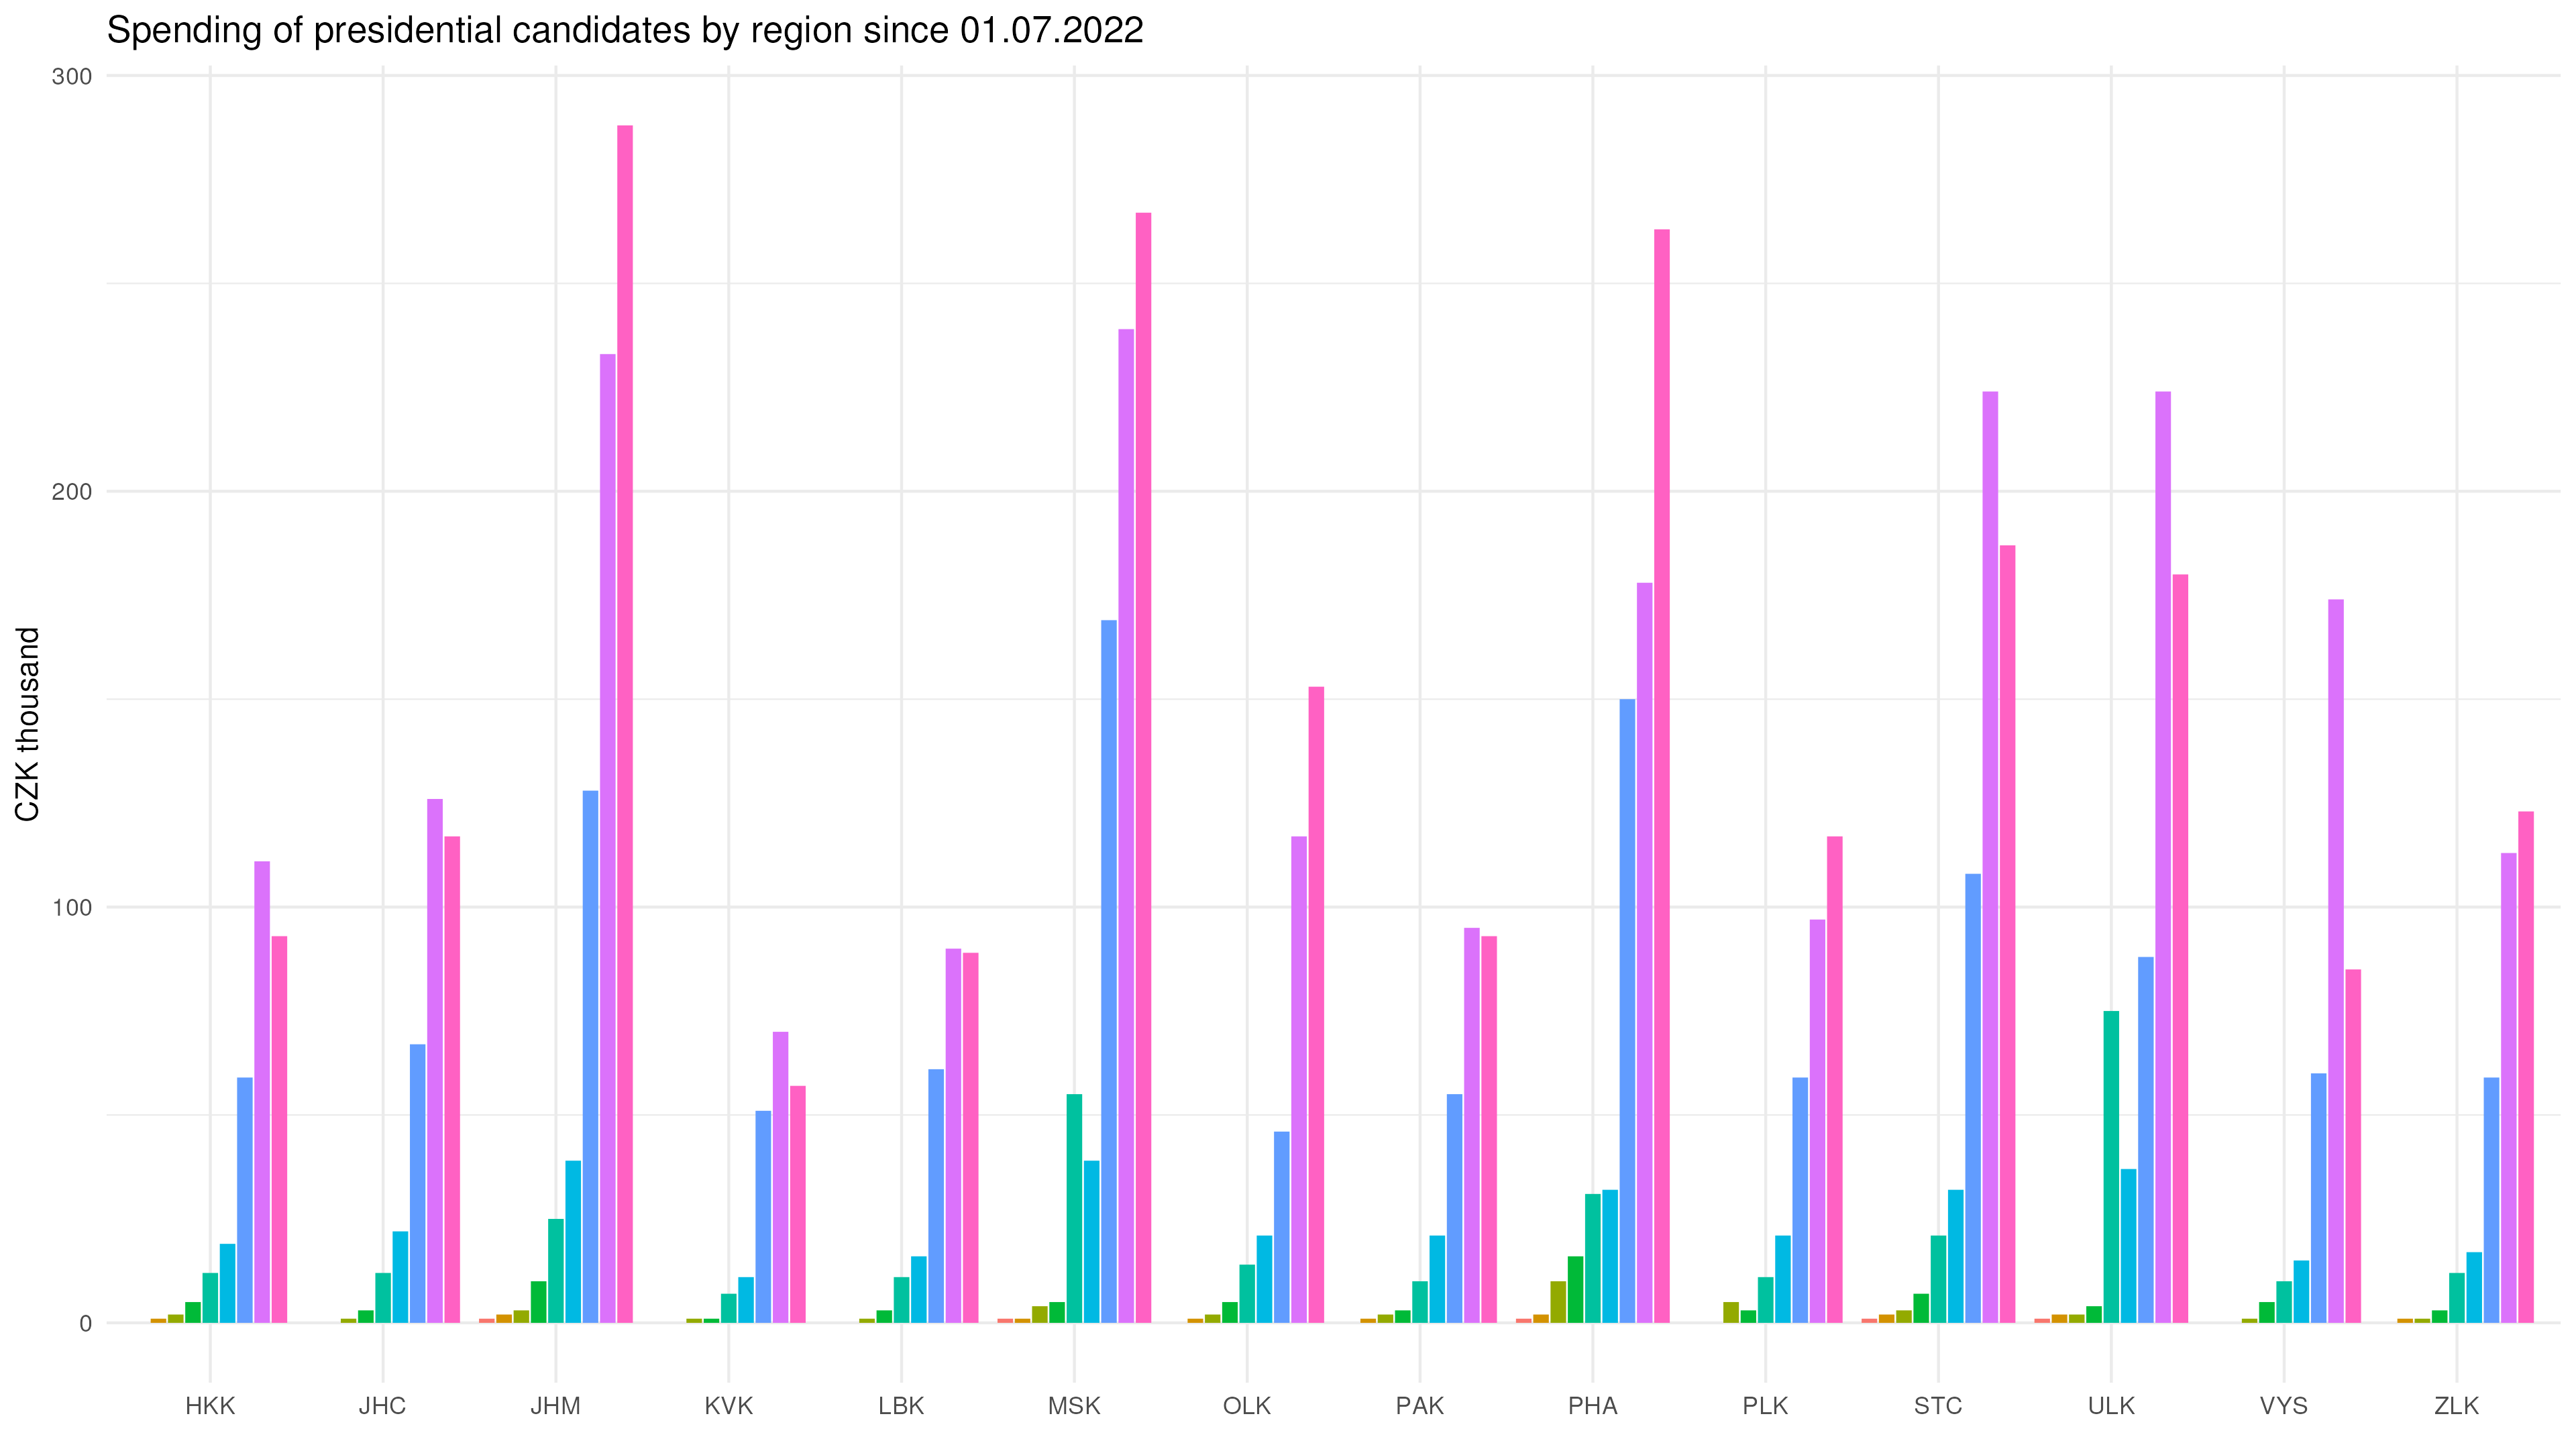 Spending of presidential candidates by region since 01.07.2022
300
200
100
0
CZK thousand
HKK JHC JHM KVK LBK MSK OLK PAK PHA PLK STC ULK VYS ZLK